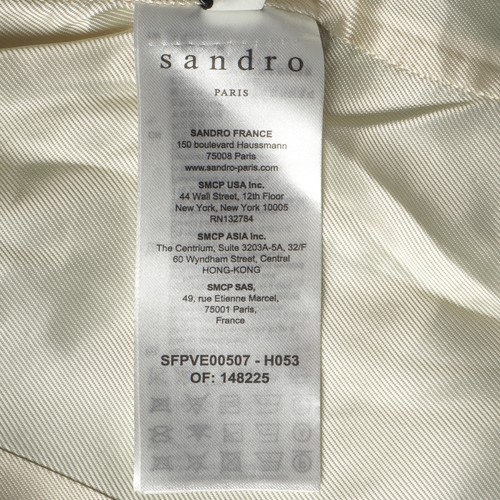 sandro
PARIS
SANDRO FRANCE
150 boulevard Haussmann
75008 Paris
www.sandro-paris.com
SMCP USA Inc.
44 Wall Street, 12th Floor
New York, New York 10005
RN132784
SMCP ASIA Inc.
The Centrium, Suite 3203A-5A, 32/F
60 Wyndham Street, Central
HONG-KONG
SMCP SAS,
49, rue Etienne Marcel,
75001 Paris,
France
SFPVE00507 - H053
OF: 148225